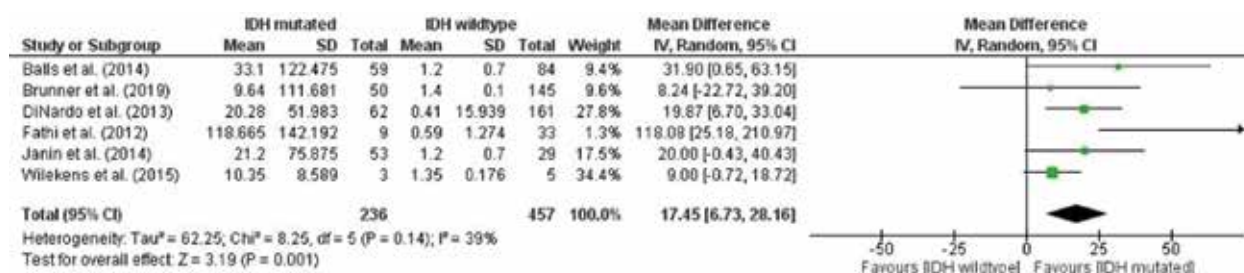 IDH mutated IDH wildtype Mean Difference Mean Difference
Study or Subgroup Mean SD Total Mean SD Total Weight IV, Random, 95% CI IV, Random, 95% CI
Balls et al. (2014) 33.1 122.475 59 1.2 0.7 84 9.4% 31.90 [0.65, 63.15]
Brunner et al. (2019) 9.64 111.681 50 1.4 0.1 145 9.6% 8.24 [-22.72, 39.20]
DiNardo et al. (2013) 20.28 51.983 62 0.41 15.939 161 27.8% 19.87 [6.70, 33.04]
Fathi et al. (2012) 118.665 142.192 9 0.59 1.274 33 1.3% 118.08 [25.18, 210.97]
Janin et al. (2014) 21.2 75.875 53 1.2 0.7 29 17.5% 20.00 [-0.43, 40.43]
Wilekens et al. (2015) 10.35 8.589 3 1.35 0.176 5 34.4% 9.00 [-0.72, 18.72]
Total (95% CI) 236 457 100.0% 17.45 [6.73, 28.16]
Heterogeneity: Tau² = 62.25; Chi² = 8.25, df = 5 (P = 0.14); I² = 39%
Test for overall effect: Z = 3.19 (P = 0.001)
-50 -25 0 25 50
Favours [IDH wildtype] Favours [IDH mutated]